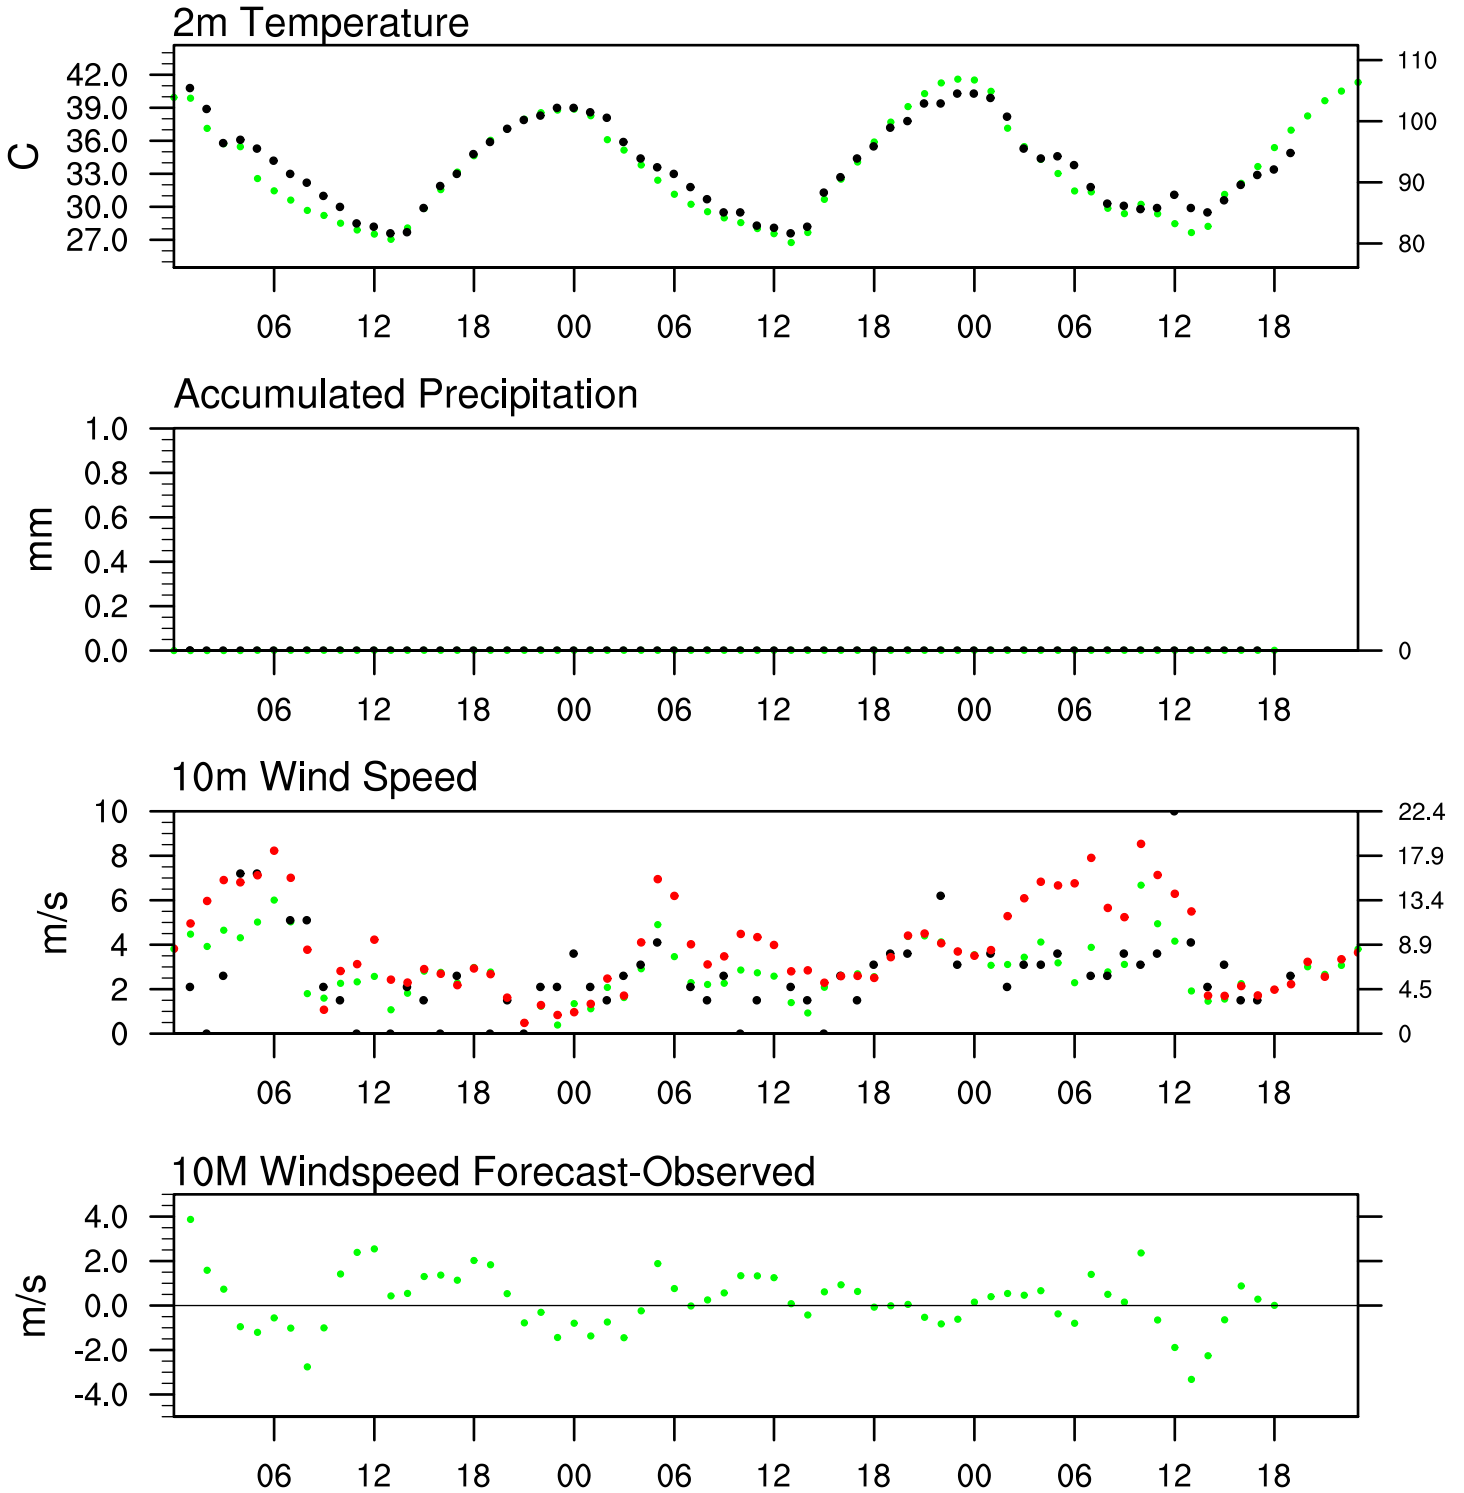 2m Temperature
42.0
39.0
36.0
33.0
30.0
27.0
C
110
100
90
80
06 12 18 00 06 12 18 00 06 12 18
Accumulated Precipitation
1.0
0.8
0.6
0.4
0.2
0.0
mm
0
06 12 18 00 06 12 18 00 06 12 18
10m Wind Speed
10
8
6
4
2
0
m/s
22.4
17.9
13.4
8.9
4.5
0
06 12 18 00 06 12 18 00 06 12 18
10M Windspeed Forecast-Observed
4.0
2.0
0.0
-2.0
-4.0
m/s
06 12 18 00 06 12 18 00 06 12 18